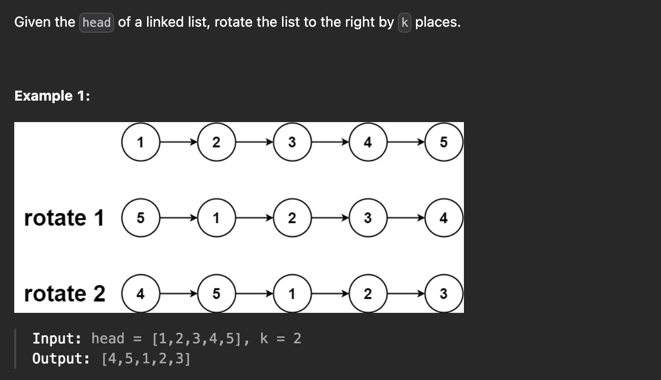 Given the head of a linked list, rotate the list to the right by k places.
Example 1:
1 2 3 4 5
rotate 1 5 1 2 3 4
rotate 2 4 5 1 2 3
Input: head = [1,2,3,4,5], k = 2
Output: [4,5,1,2,3]